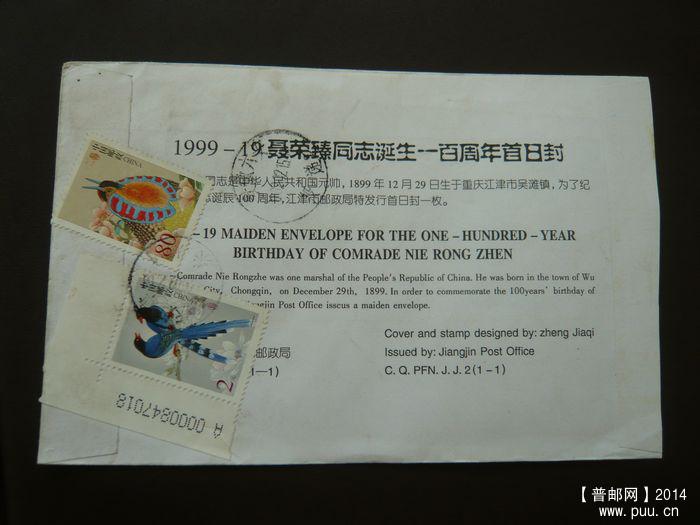 1999-19 聂荣臻同志诞生一百周年首日封
同志是中华人民共和国元帅，1899年12月29日生于重庆江津市吴滩镇，为了纪
诞辰100周年，江津市邮政局特发行首日封一枚。
-19 MAIDEN ENVELOPE FOR THE ONE-HUNDRED-YEAR
BIRTHDAY OF COMRADE NIE RONG ZHEN
Comrade Nie Rongzhe was one marshal of the People's Republic of China. He was born in the town of Wu
City, Chongqin, on December 29th, 1899. In order to commemorate the 100years' birthday of
Jiangjin Post Office isscus a maiden envelope.
Cover and stamp designed by: zheng Jiaqi
邮政局
Issued by: Jiangjin Post Office
(1-1)
C. Q. PFN. J. J. 2(1-1)
中国邮政 CHINA
80
中国邮政 CHINA
2
A 0000847018
【普邮网】2014
www.puu.cn